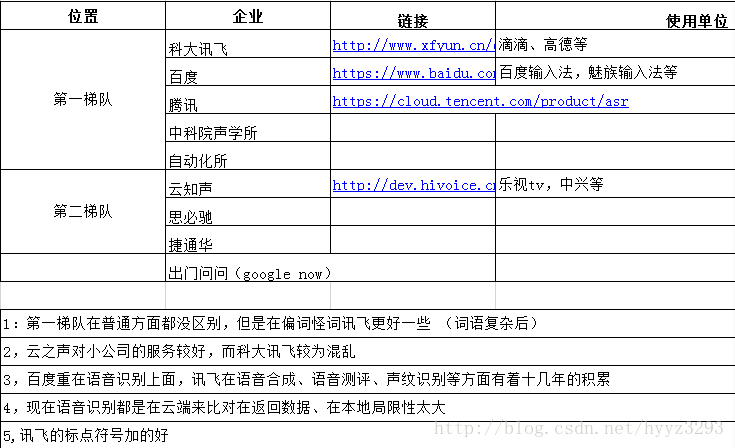 位置 企业 链接 使用单位
第一梯队
科大讯飞 http://www.xfyun.cn/ 滴滴、高德等
百度 https://www.baidu.co 百度输入法，魅族输入法等
腾讯 https://cloud.tencent.com/product/asr
中科院声学所
自动化所
第二梯队
云知声 http://dev.hivoice.c 乐视tv，中兴等
思必驰
捷通华
出门问问（google now）
1：第一梯队在普通方面都没区别，但是在偏词怪词讯飞更好一些 （词语复杂后）
2，云之声对小公司的服务较好，而科大讯飞较为混乱
3，百度重在语音识别上面，讯飞在语音合成、语音测评、声纹识别等方面有着十几年的积累
4，现在语音识别都是在云端来比对在返回数据、在本地局限性太大
5,讯飞的标点符号加的好
http://blog.csdn.net/hyyz3293